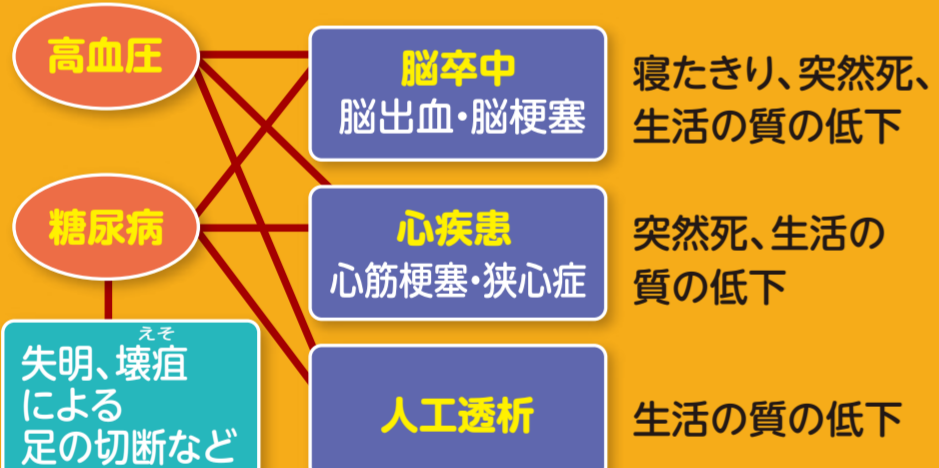 高血圧
脳卒中
脳出血・脳梗塞
寝たきり、突然死、
生活の質の低下
糖尿病
心疾患
心筋梗塞・狭心症
突然死、生活の
質の低下
えそ
失明、壊疽
による
足の切断など
人工透析
生活の質の低下